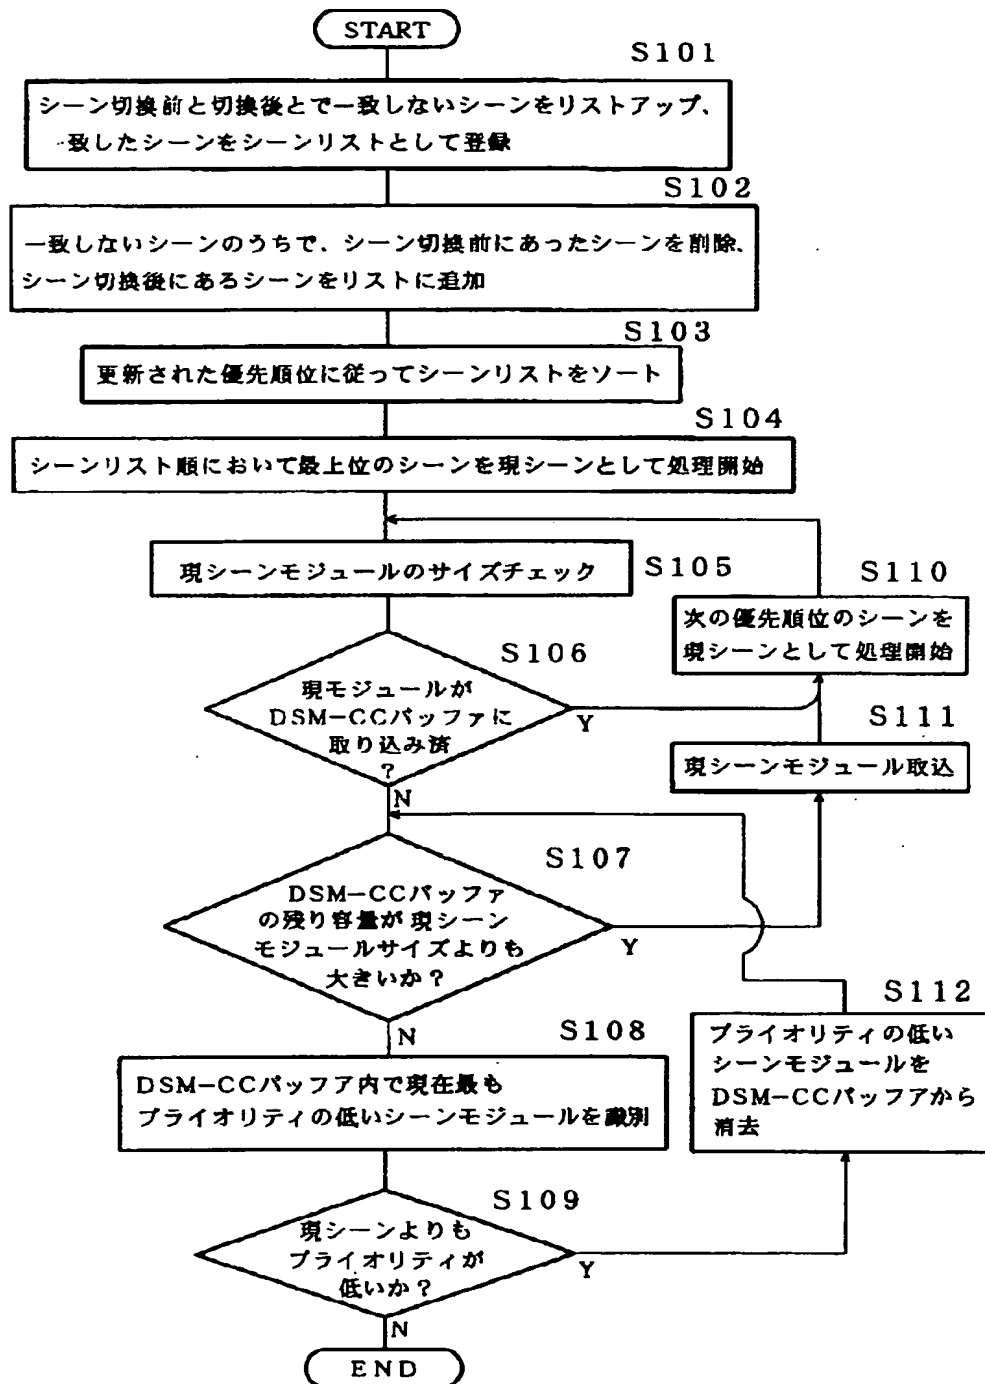 START
S101
シーン切換前と切換後とで一致しないシーンをリストアップ、
一致したシーンをシーンリストとして登録
S102
一致しないシーンのうちで、シーン切換前にあったシーンを削除、
シーン切換後にあるシーンをリストに追加
S103
更新された優先順位に従ってシーンリストをソート
S104
シーンリスト順において最上位のシーンを現シーンとして処理開始
現シーンモジュールのサイズチェック
S105
S110
次の優先順位のシーンを
現シーンとして処理開始
S106
現モジュールが
DSM-CCバッファに
取り込み済
?
Y
N
S111
現シーンモジュール取込
S107
DSM-CCバッファ
の残り容量が現シーン
モジュールサイズよりも
大きいか?
Y
N
S108
DSM-CCバッフア内で現在最も
プライオリティの低いシーンモジュールを識別
S112
プライオリティの低い
シーンモジュールを
DSM-CCバッフアから
消去
S109
現シーンよりも
プライオリティが
低いか?
Y
N
END